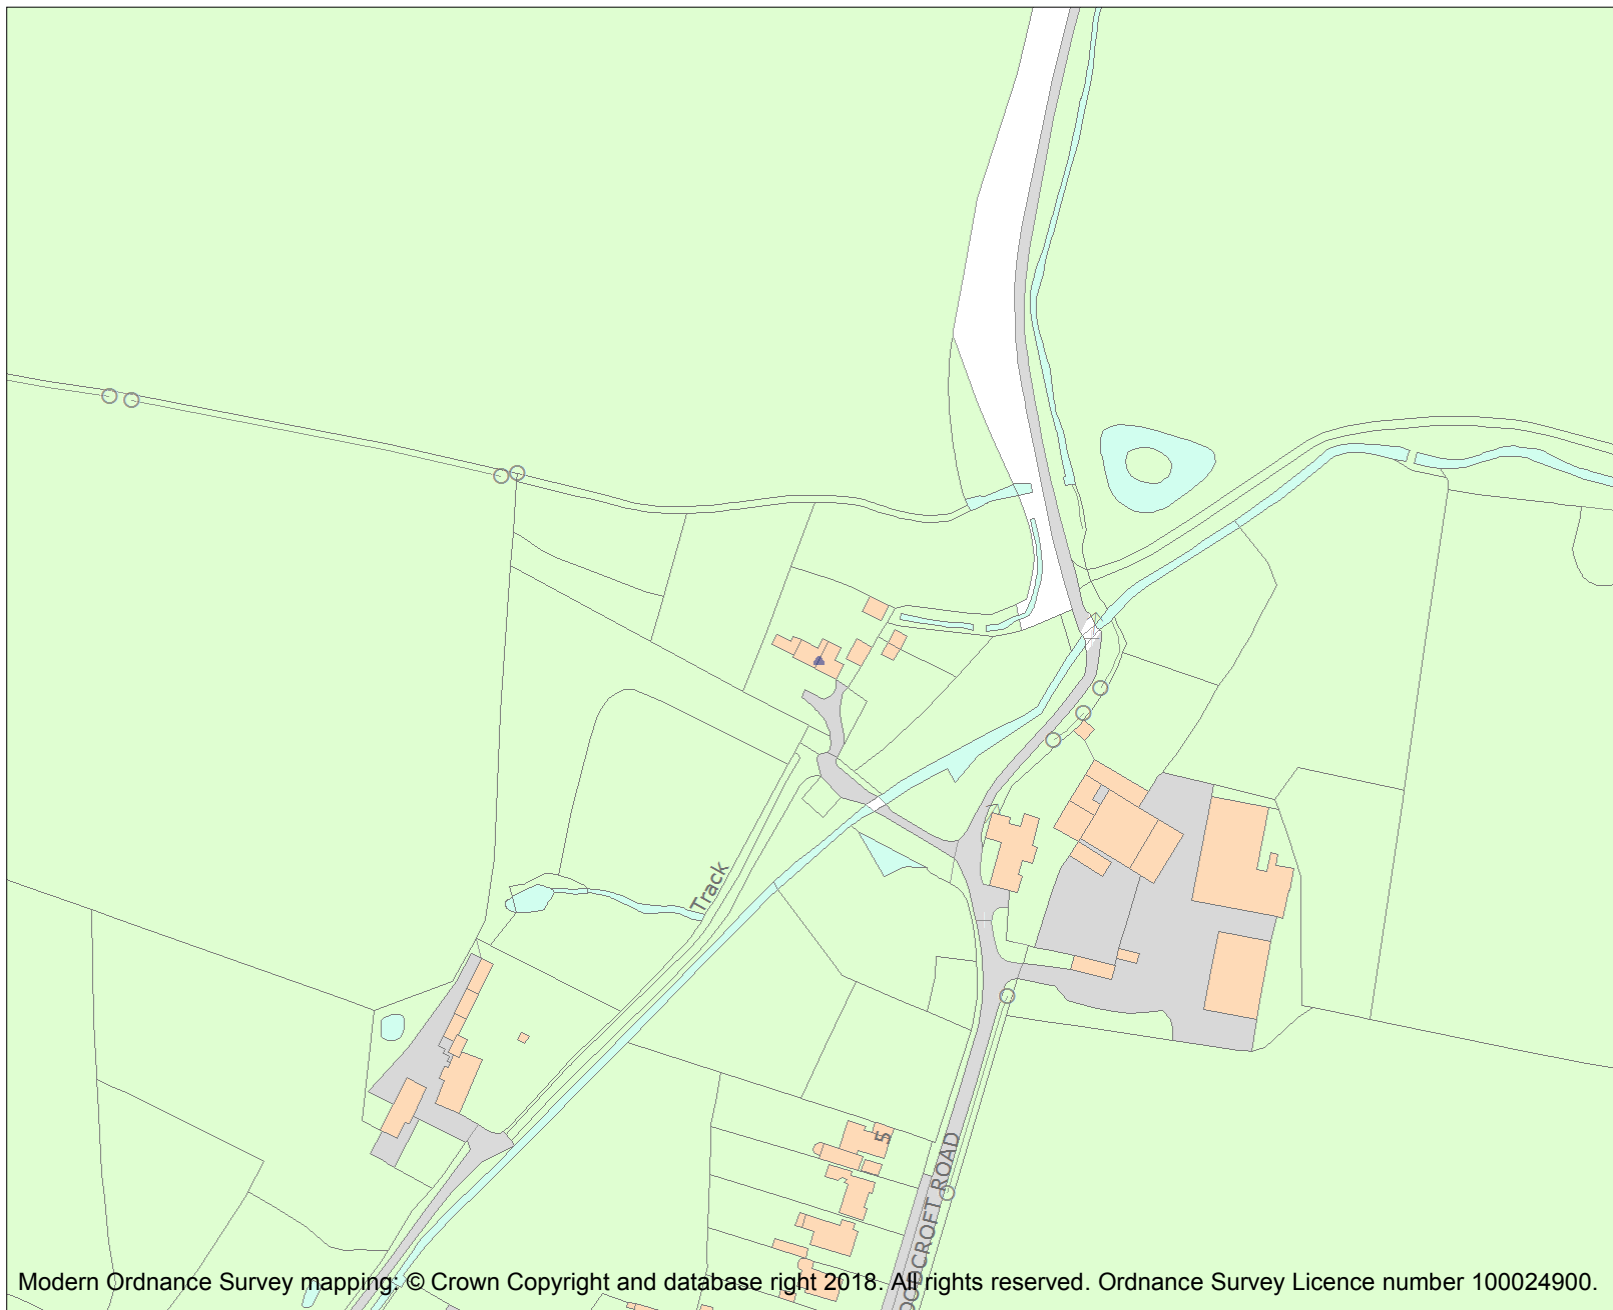 Track
5
ROAD
Modern Ordnance Survey mapping: © Crown Copyright and database right 2018. All rights reserved. Ordnance Survey Licence number 100024900.